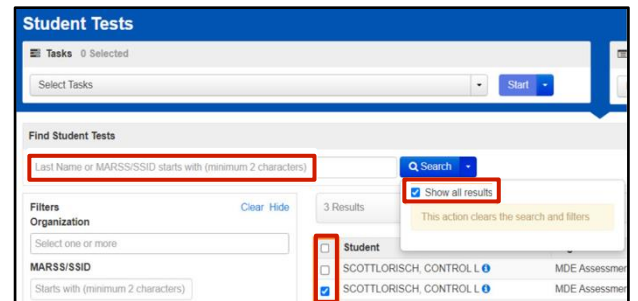 Student Tests
Tasks 0 Selected
Select Tasks
Start
Find Student Tests
Last Name or MARSS/SSID starts with (minimum 2 characters)
Search
Show all results
This action clears the search and filters
Filters
Clear Hide
3 Results
Organization
Select one or more
Student
MARSS/SSID
SCOTTLORISCH, CONTROL L
MDE Assessmen
Starts with (minimum 2 characters)
SCOTTLORISCH, CONTROL L
MDE Assessmen